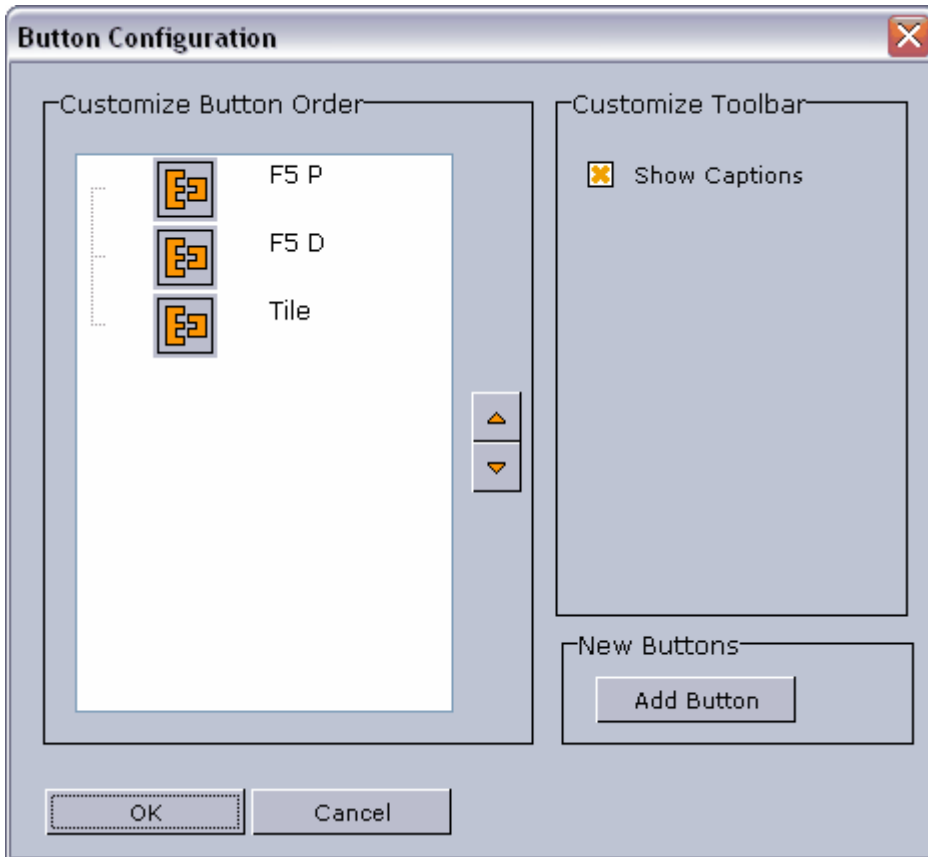 Button Configuration
Customize Button Order
F5 P
F5 D
Tile
Customize Toolbar
Show Captions
New Buttons
Add Button
OK
Cancel